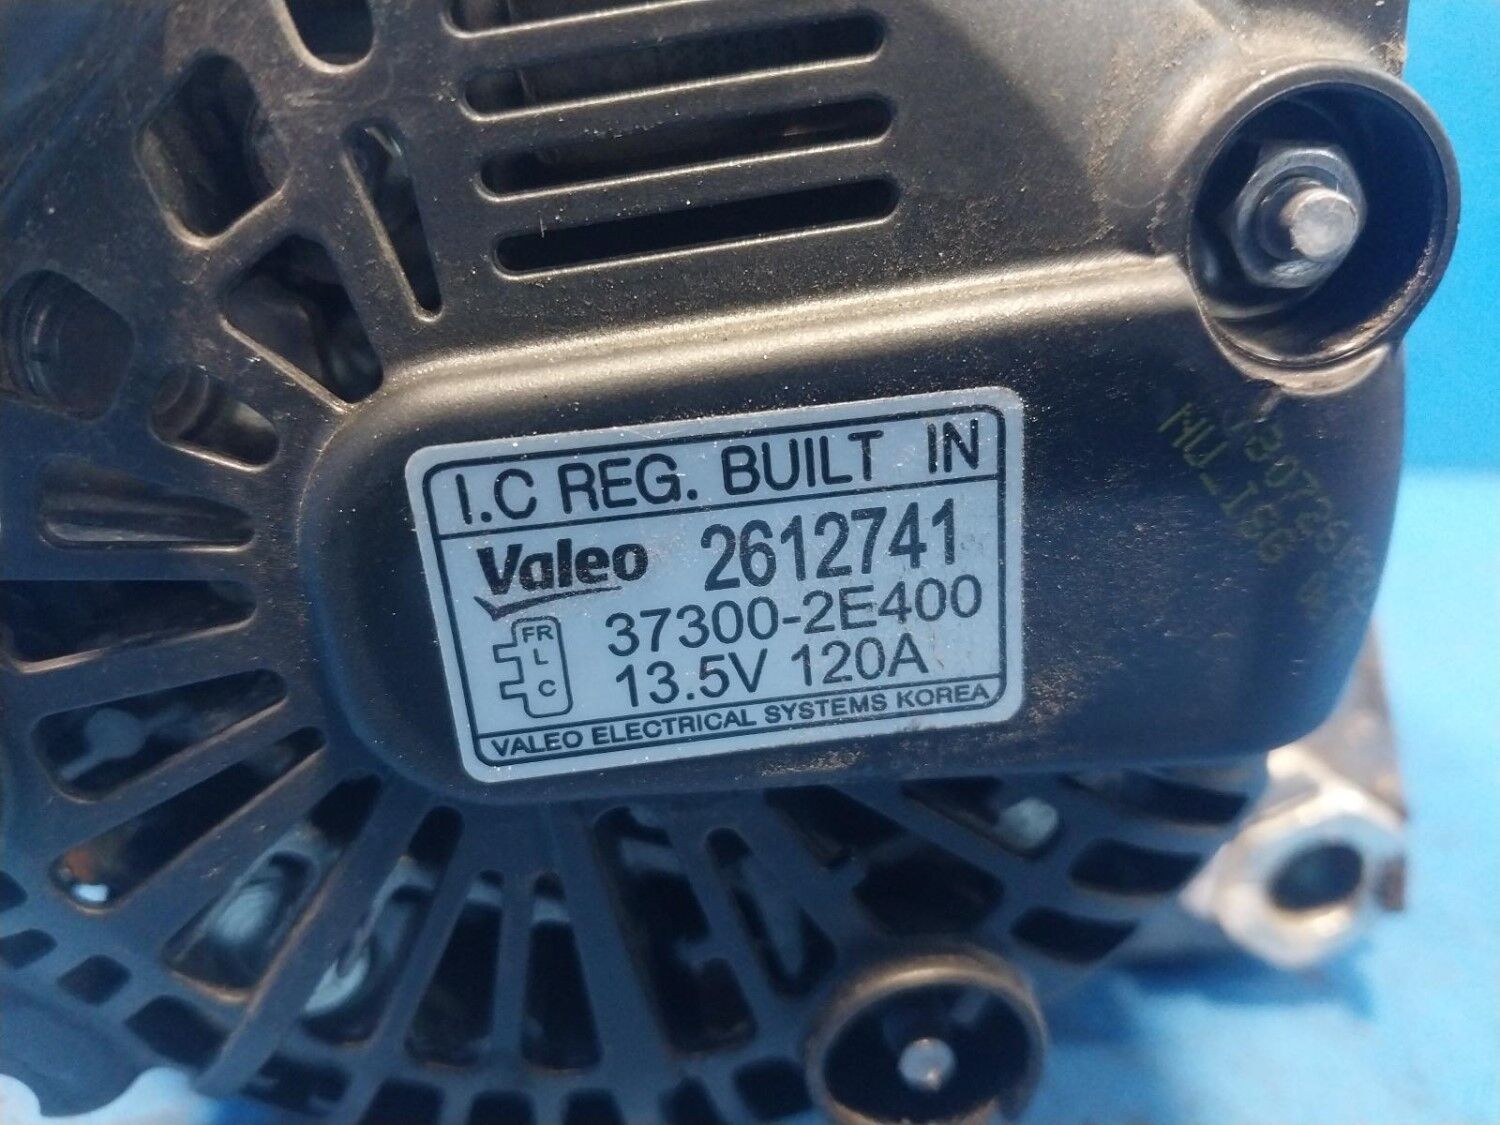 I.C REG. BUILT IN
Valeo 2612741
FR
L
C
37300-2E400
13.5V 120A
VALEO ELECTRICAL SYSTEMS KOREA